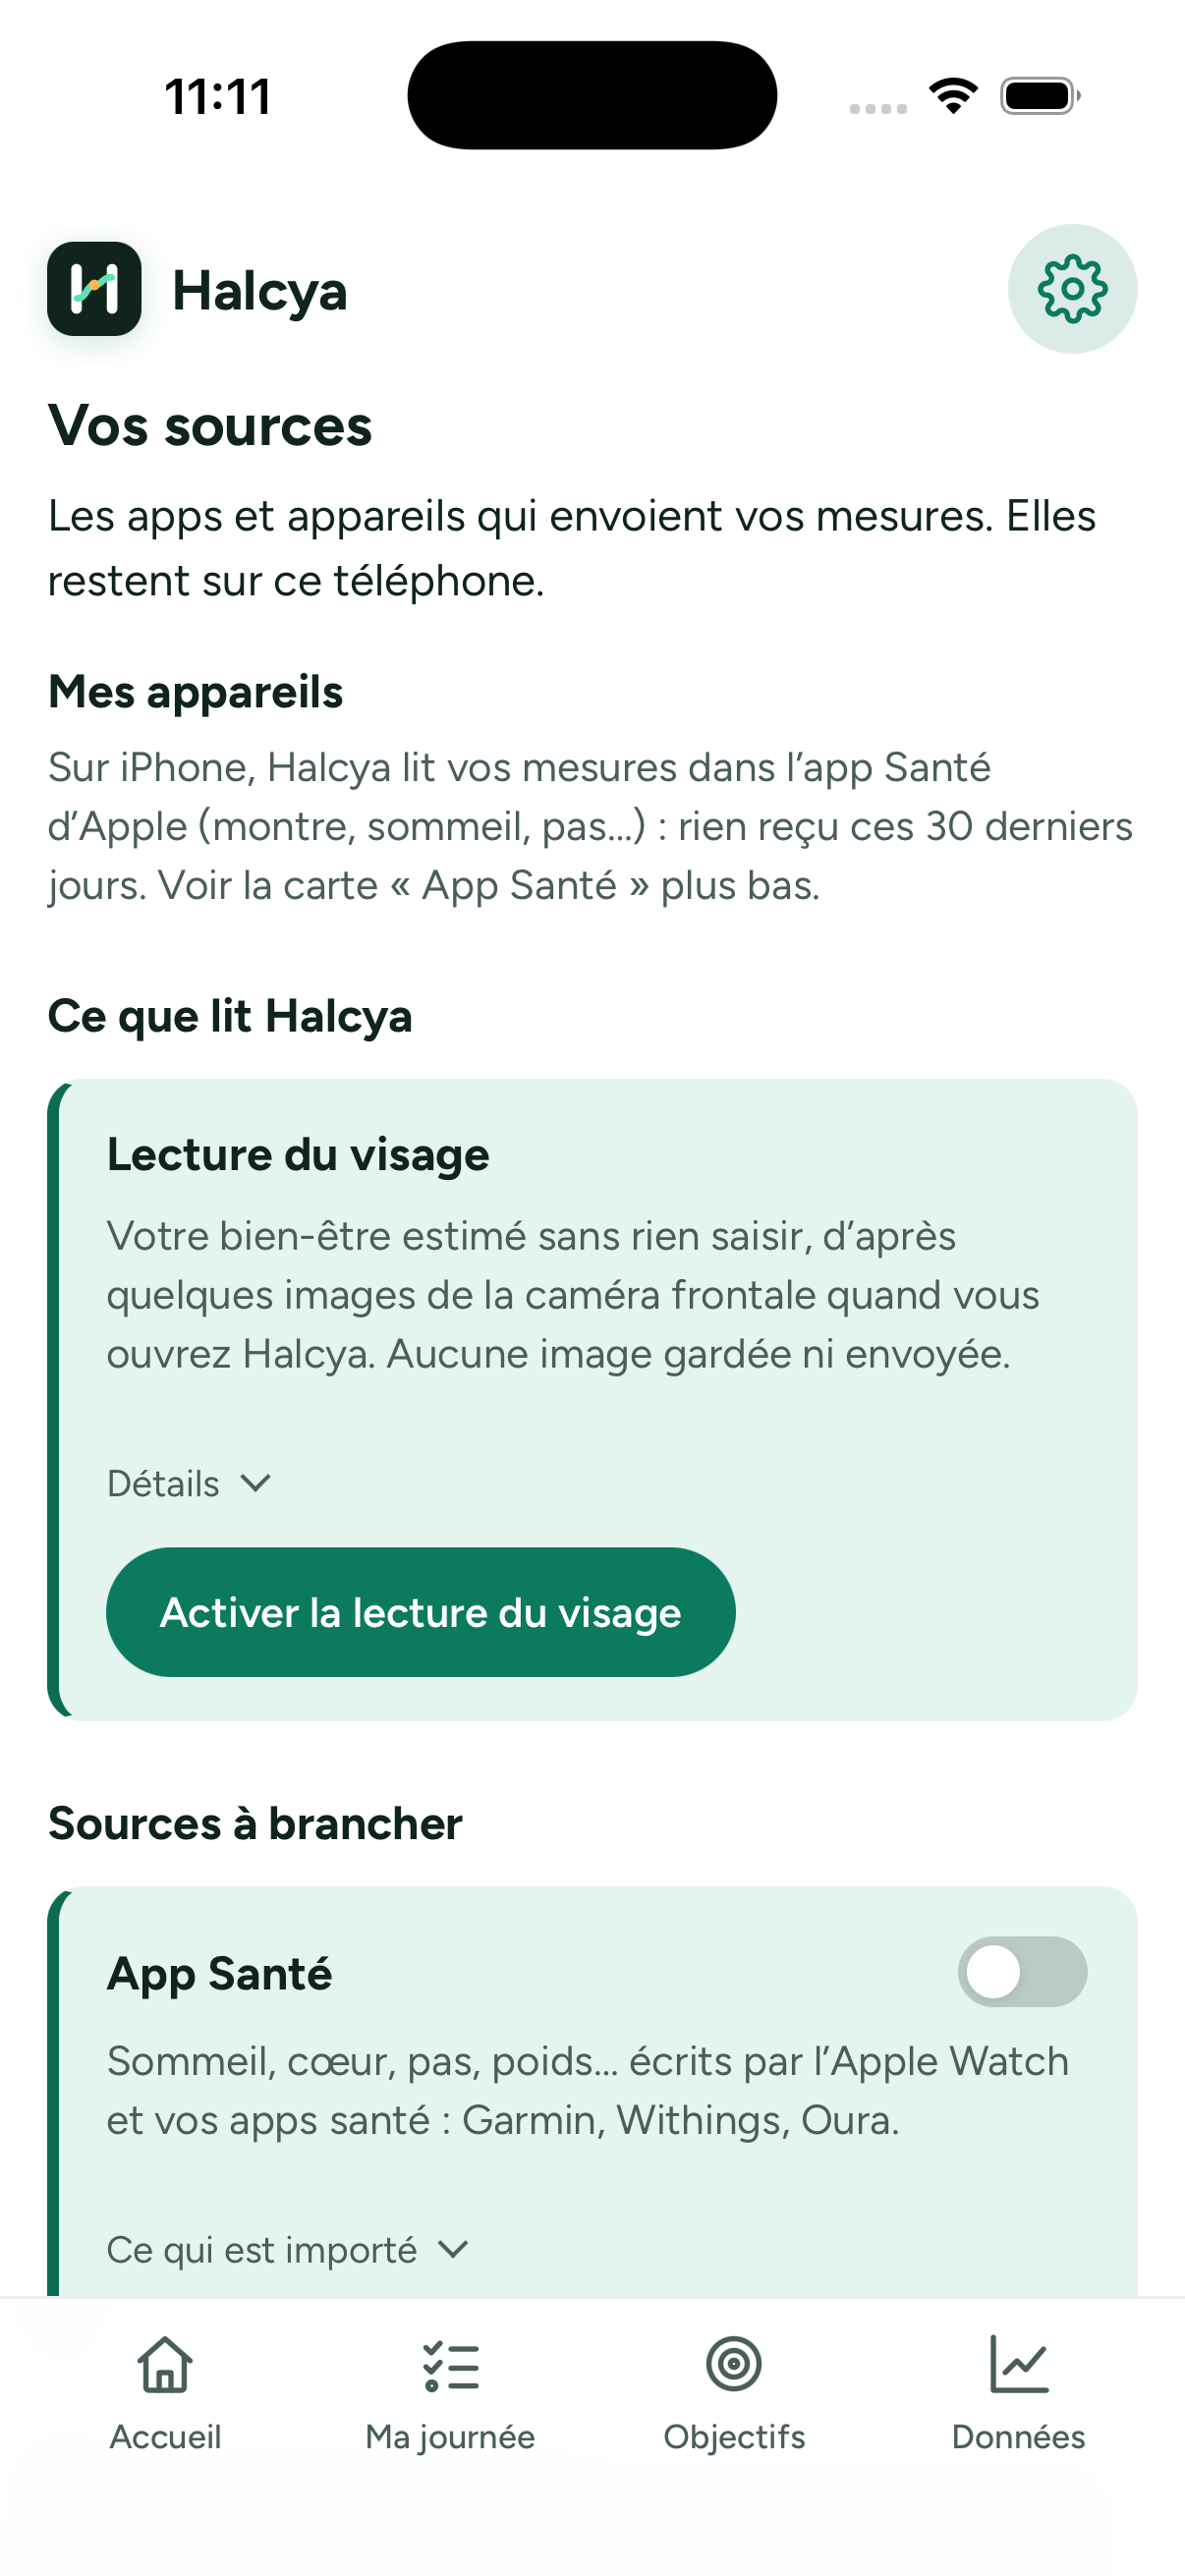 11:11
Halcya
Vos sources
Les apps et appareils qui envoient vos mesures. Elles
restent sur ce téléphone.
Mes appareils
Sur iPhone, Halcya lit vos mesures dans l’app Santé
d’Apple (montre, sommeil, pas…) : rien reçu ces 30 derniers
jours. Voir la carte « App Santé » plus bas.
Ce que lit Halcya
Lecture du visage
Votre bien-être estimé sans rien saisir, d’après
quelques images de la caméra frontale quand vous
ouvrez Halcya. Aucune image gardée ni envoyée.
Détails
Activer la lecture du visage
Sources à brancher
App Santé
Sommeil, cœur, pas, poids… écrits par l’Apple Watch
et vos apps santé : Garmin, Withings, Oura.
Ce qui est importé
Accueil
Ma journée
Objectifs
Données